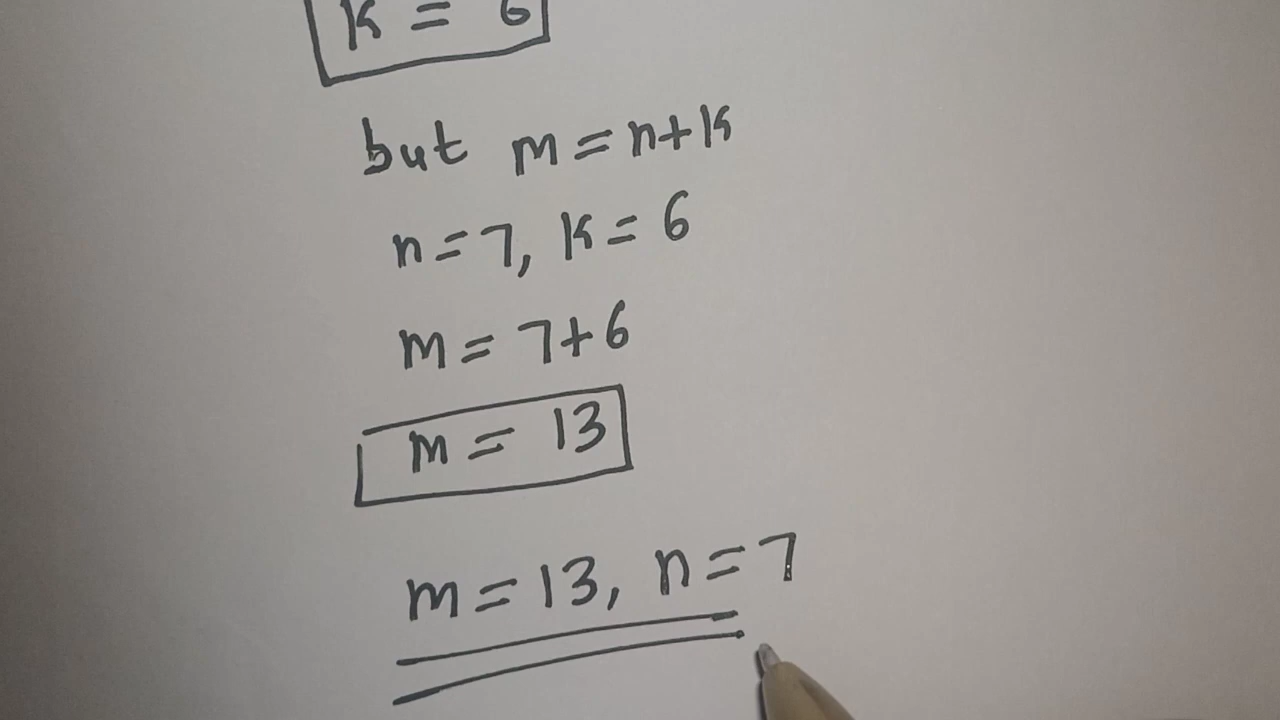 K = 6
but m = n+K
n = 7, K = 6
m = 7+6
m = 13
m = 13, n = 7